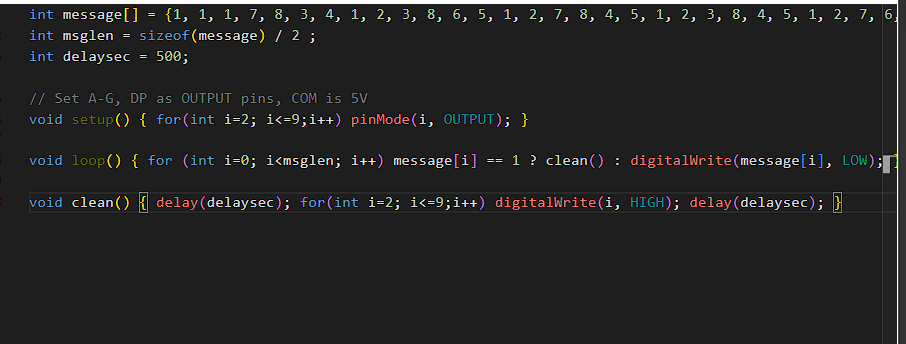 int message[] = {1, 1, 1, 7, 8, 3, 4, 1, 2, 3, 8, 6, 5, 1, 2, 7, 8, 4, 5, 1, 2, 3, 8, 4, 5, 1, 2, 7, 6,
int msglen = sizeof(message) / 2 ;
int delaysec = 500;
// Set A-G, DP as OUTPUT pins, COM is 5V
void setup() { for(int i=2; i<=9;i++) pinMode(i, OUTPUT); }
void loop() { for (int i=0; i<msglen; i++) message[i] == 1 ? clean() : digitalWrite(message[i], LOW); }
void clean() { delay(delaysec); for(int i=2; i<=9;i++) digitalWrite(i, HIGH); delay(delaysec); }